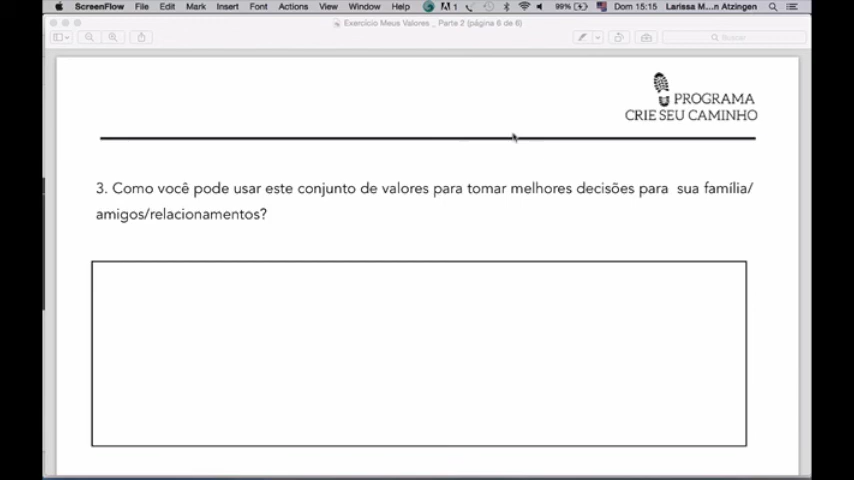 ScreenFlow File Edit Mark Insert Font Actions View Window Help 1 99% Dom 15:15 Larissa M...n Atzingen
Exercício Meus Valores _ Parte 2 (página 6 de 6)
Buscar
PROGRAMA
CRIE SEU CAMINHO
3. Como você pode usar este conjunto de valores para tomar melhores decisões para sua família/
amigos/relacionamentos?